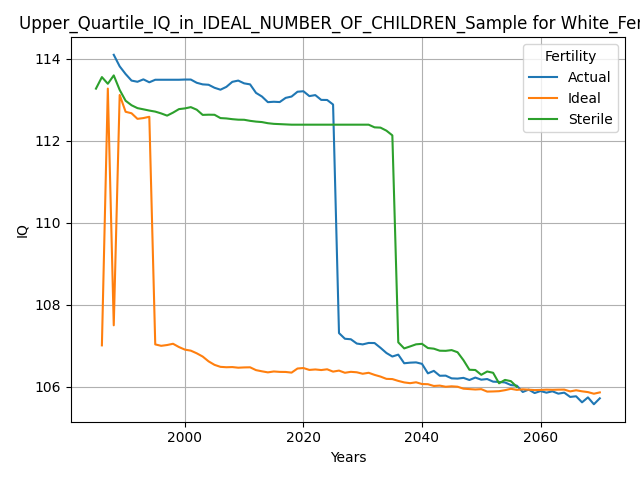 Upper_Quartile_IQ_in_IDEAL_NUMBER_OF_CHILDREN_Sample for White_Fer
114
112
110
108
106
IQ
2000
2020
2040
2060
Years
Fertility
Actual
Ideal
Sterile